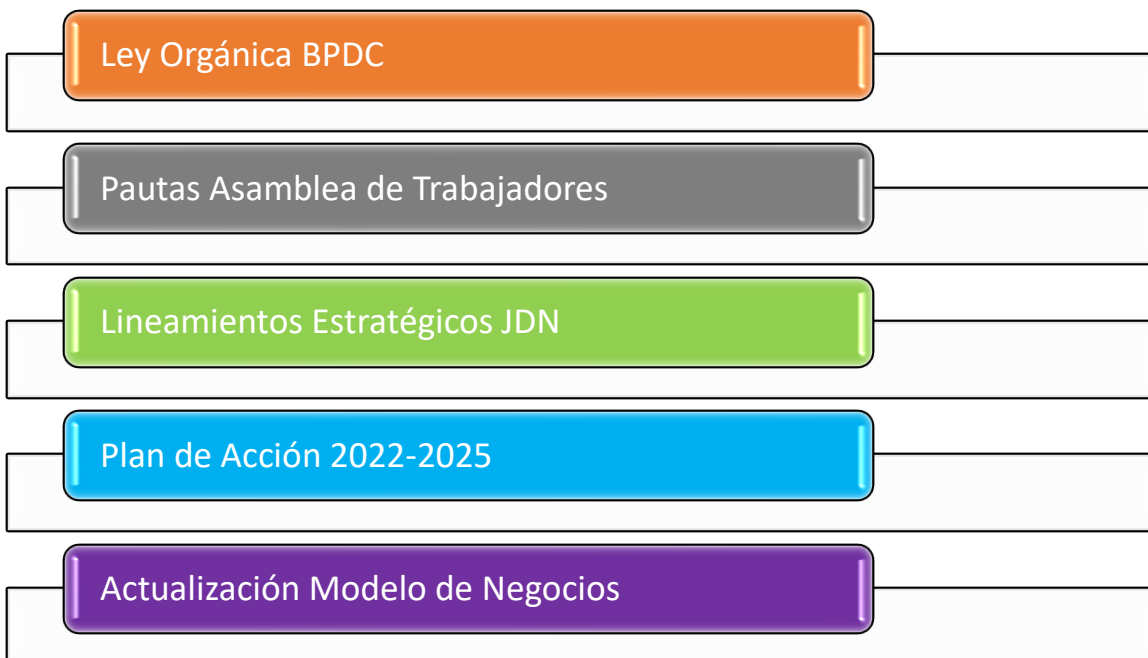 Ley Orgánica BPDC
Pautas Asamblea de Trabajadores
Lineamientos Estratégicos JDN
Plan de Acción 2022-2025
Actualización Modelo de Negocios